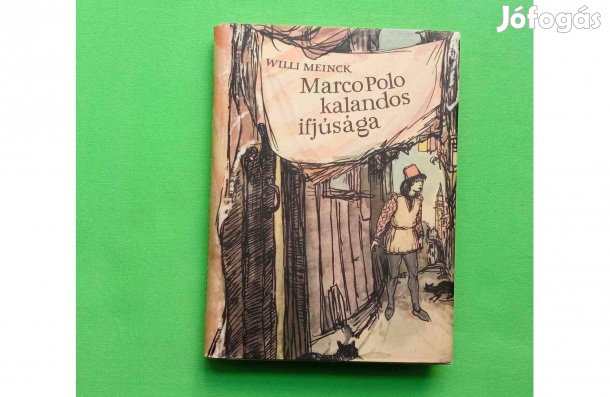 Jófogás
WILLI MEINCK
Marco Polo
kalandos
ifjúsága